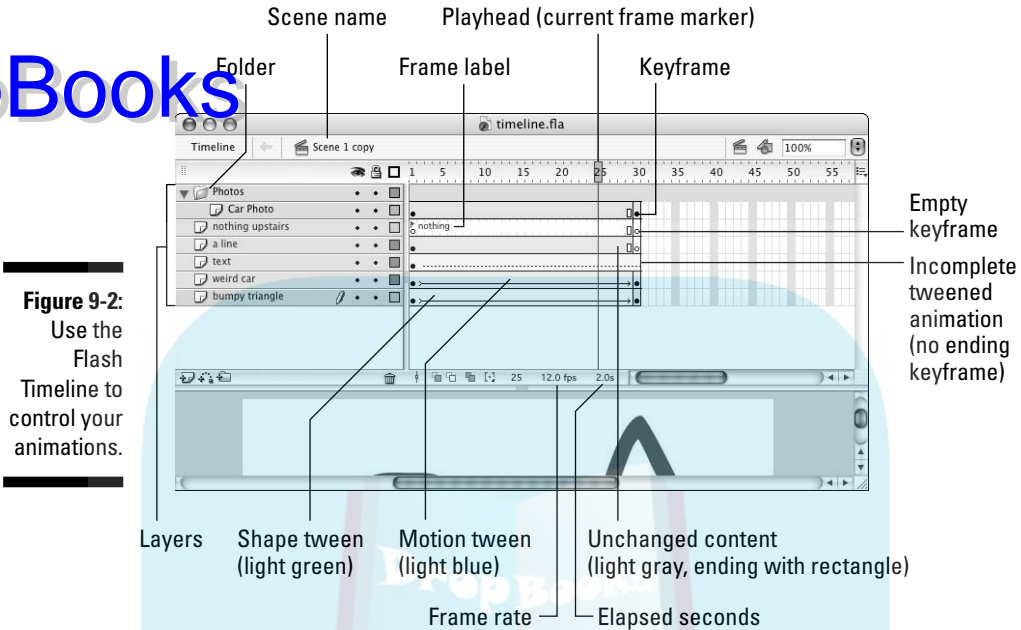 Scene name
Playhead (current frame marker)
Folder
Frame label
Keyframe
pBooks
timeline.fla
Timeline
Scene 1 copy
100%
1 5 10 15 20 25 30 35 40 45 50 55
Photos
Car Photo
nothing upstairs
nothing
a line
text
weird car
bumpy triangle
25 12.0 fps 2.0s
Empty
keyframe
Incomplete
tweened
animation
(no ending
keyframe)
Figure 9-2:
Use the
Flash
Timeline to
control your
animations.
Layers
Shape tween
(light green)
Motion tween
(light blue)
Unchanged content
(light gray, ending with rectangle)
Drop Books
Frame rate
Elapsed seconds